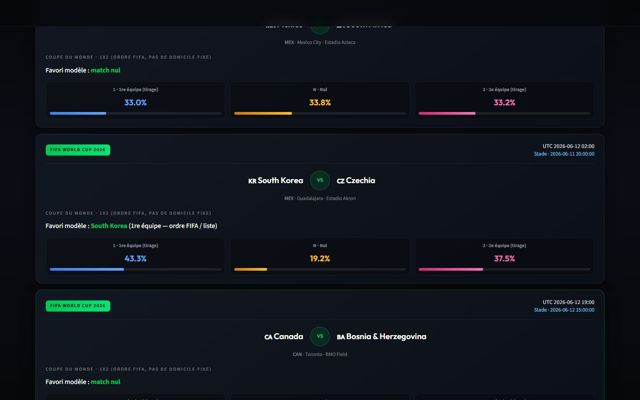 MEX · Mexico City · Estadio Azteca
COUPE DU MONDE · 1X2 (ORDRE FIFA, PAS DE DOMICILE FIXE)
Favori modèle : match nul
1 · 1re équipe (tirage)
33.0%
N · Nul
33.8%
2 · 2e équipe (tirage)
33.2%
FIFA WORLD CUP 2026
UTC 2026-06-12 02:00
Stade · 2026-06-11 20:00:00
KR South Korea
VS
CZ Czechia
MEX · Guadalajara · Estadio Akron
COUPE DU MONDE · 1X2 (ORDRE FIFA, PAS DE DOMICILE FIXE)
Favori modèle : South Korea (1re équipe — ordre FIFA / liste)
1 · 1re équipe (tirage)
43.3%
N · Nul
19.2%
2 · 2e équipe (tirage)
37.5%
FIFA WORLD CUP 2026
UTC 2026-06-12 19:00
Stade · 2026-06-12 15:00:00
CA Canada
VS
BA Bosnia & Herzegovina
CAN · Toronto · BMO Field
COUPE DU MONDE · 1X2 (ORDRE FIFA, PAS DE DOMICILE FIXE)
Favori modèle : match nul